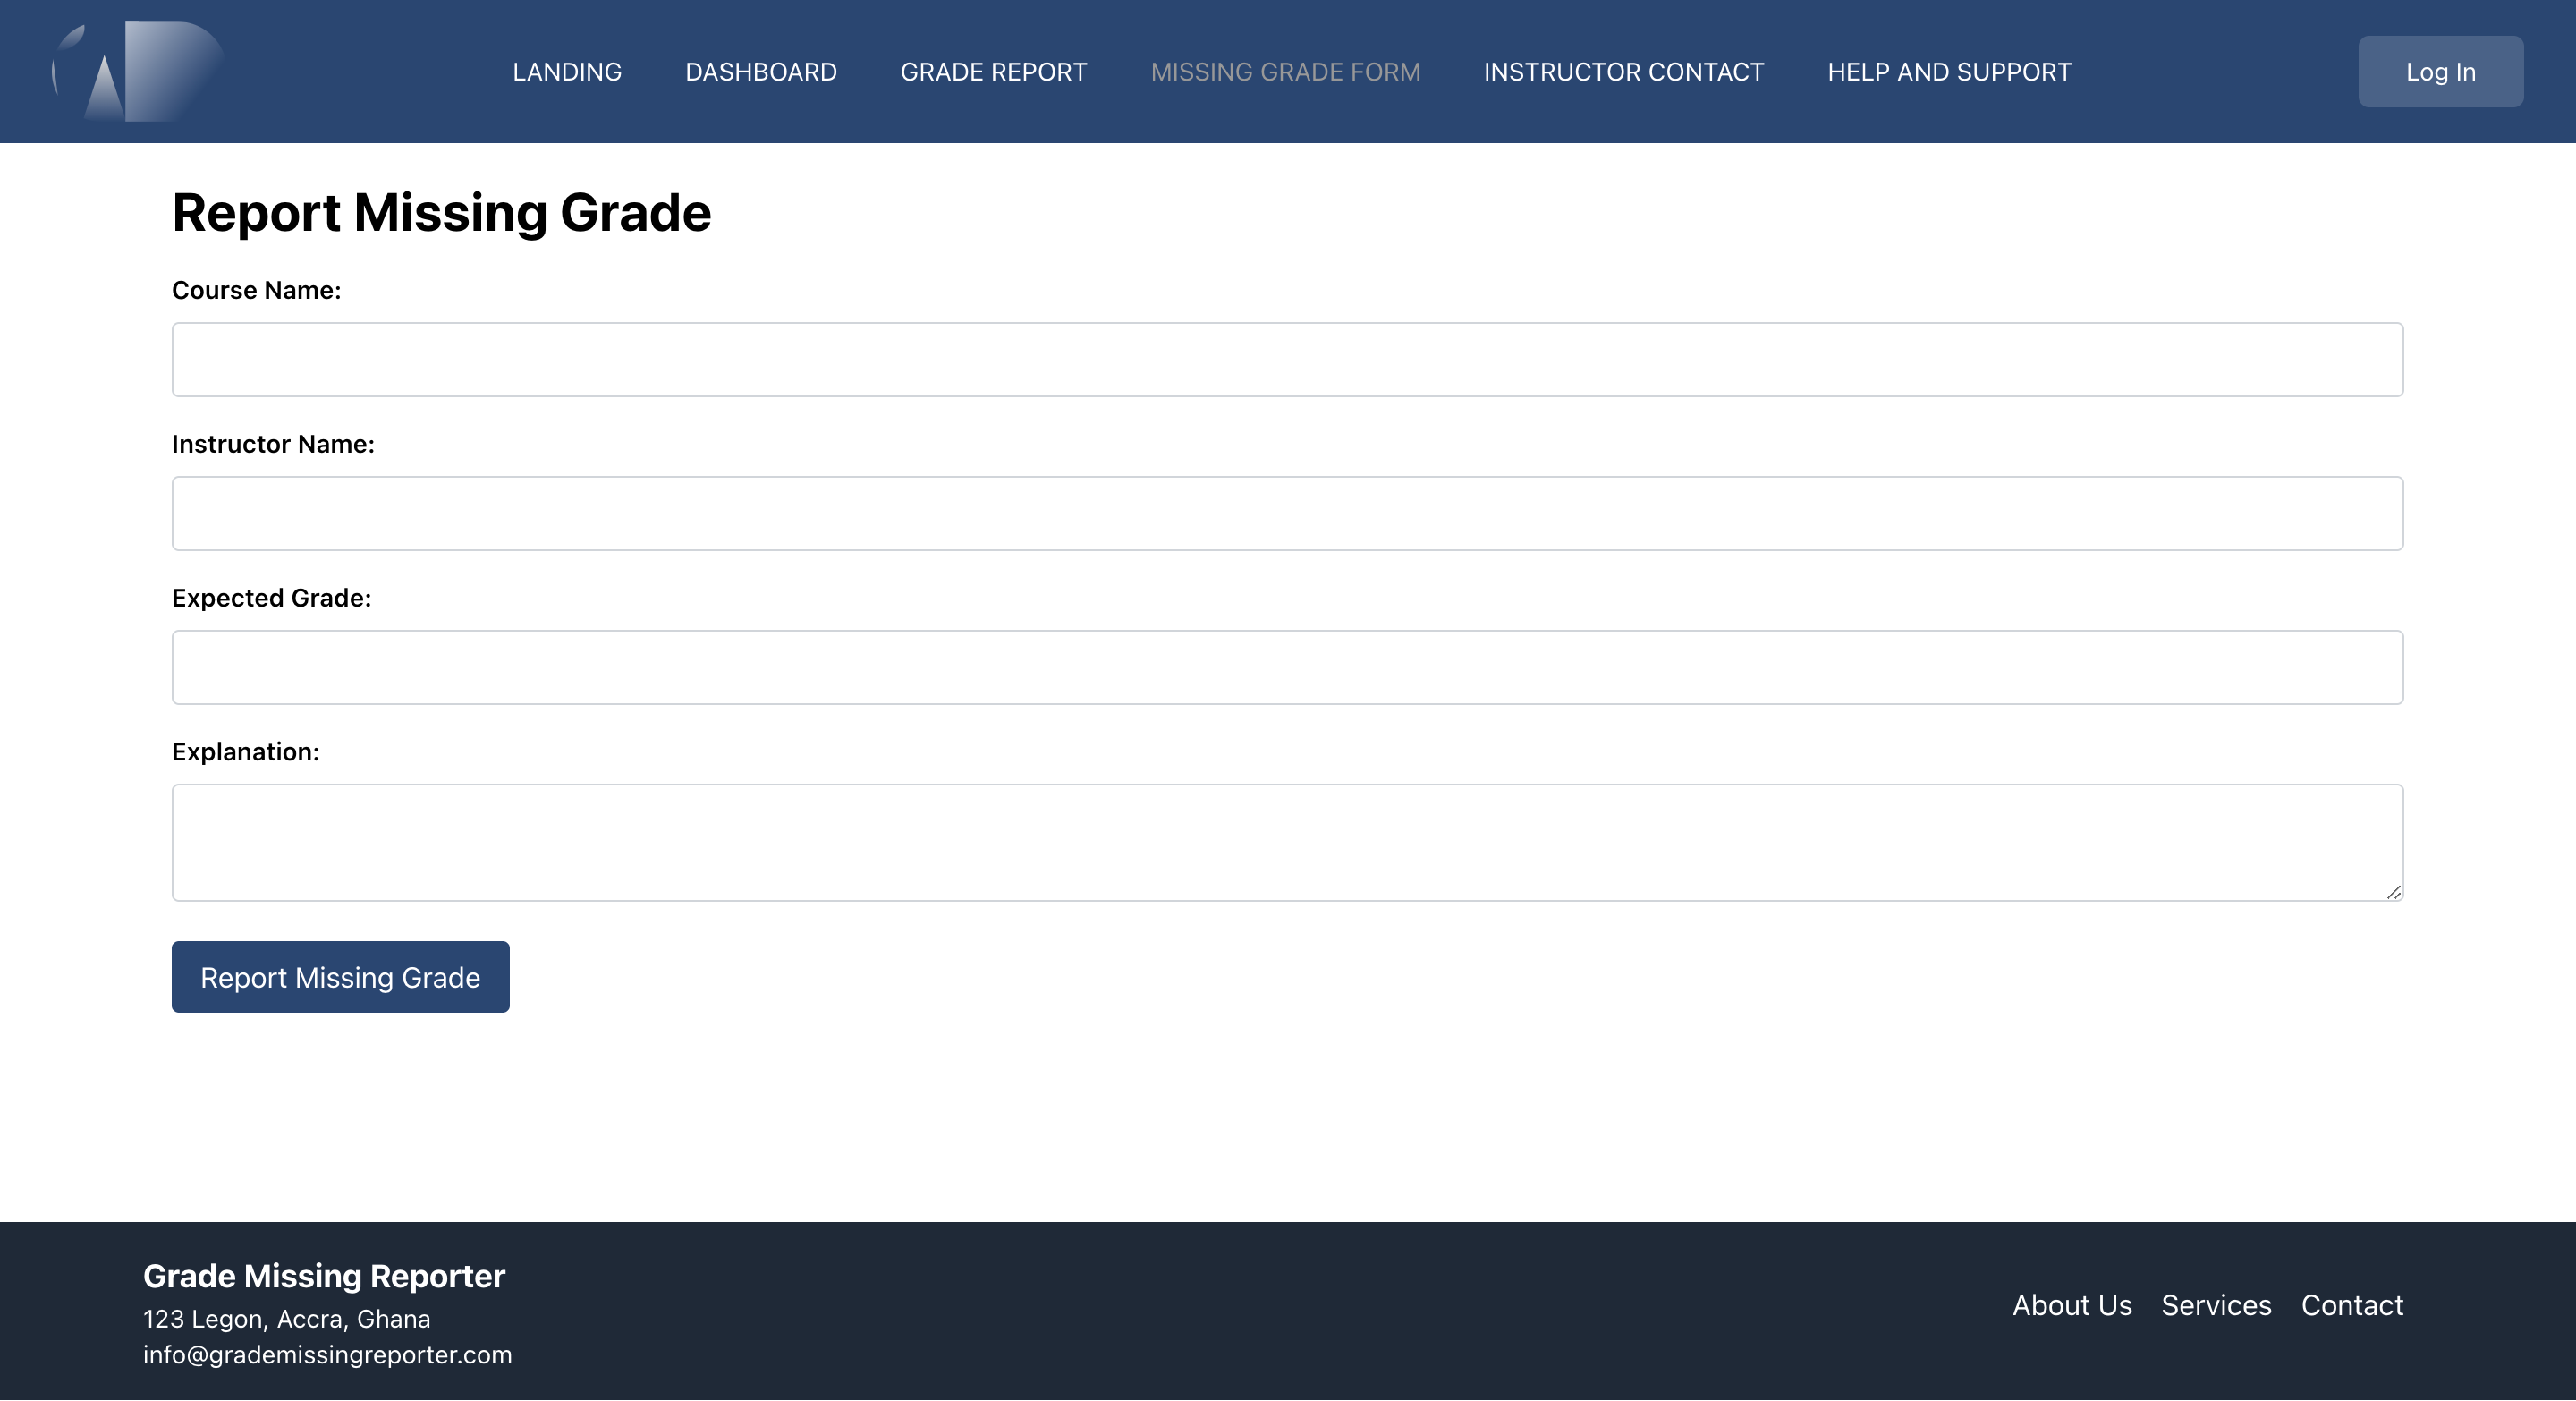 LANDING DASHBOARD GRADE REPORT MISSING GRADE FORM INSTRUCTOR CONTACT HELP AND SUPPORT Log In
Report Missing Grade
Course Name:
Instructor Name:
Expected Grade:
Explanation:
Report Missing Grade
Grade Missing Reporter
123 Legon, Accra, Ghana
info@grademissingreporter.com
About Us Services Contact